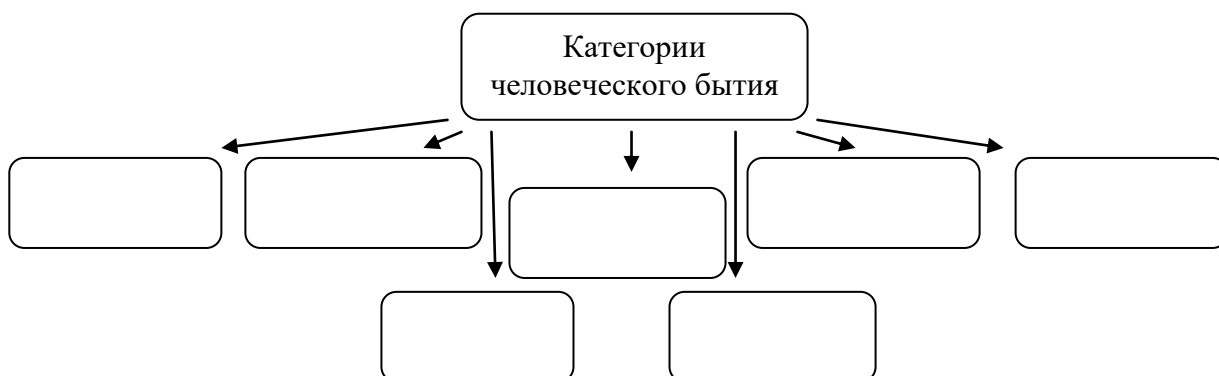 Категории
человеческого бытия